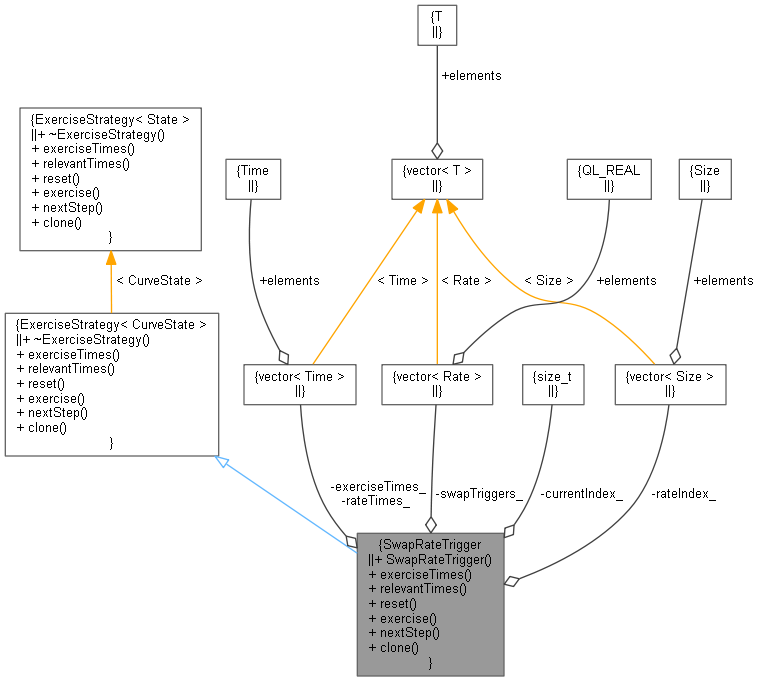 {T
||}
+elements
{ExerciseStrategy< State >
||+ ~ExerciseStrategy()
+ exerciseTimes()
+ relevantTimes()
+ reset()
+ exercise()
+ nextStep()
+ clone()
}
{Time
||}
{vector< T >
||}
{QL_REAL
||}
{Size
||}
< CurveState >
+elements
< Time >
< Rate >
< Size >
+elements
+elements
{ExerciseStrategy< CurveState >
||+ ~ExerciseStrategy()
+ exerciseTimes()
+ relevantTimes()
+ reset()
+ exercise()
+ nextStep()
+ clone()
}
{vector< Time >
||}
{vector< Rate >
||}
{size_t
||}
{vector< Size >
||}
-exerciseTimes_
-rateTimes_
-swapTriggers_
-currentIndex_
-rateIndex_
{SwapRateTrigger
||+ SwapRateTrigger()
+ exerciseTimes()
+ relevantTimes()
+ reset()
+ exercise()
+ nextStep()
+ clone()
}